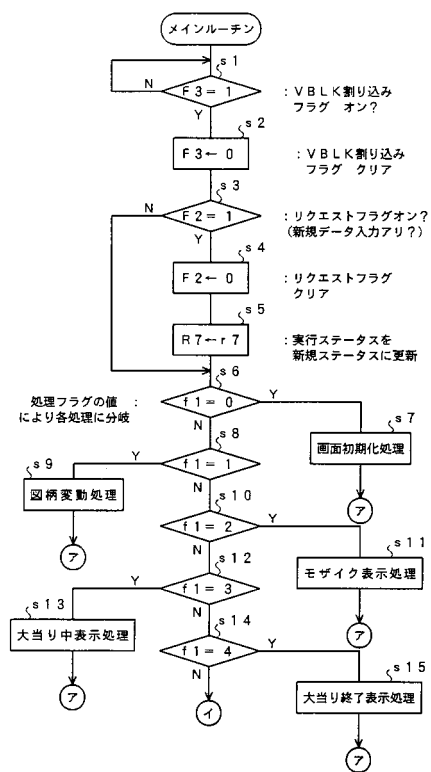 メインルーチン
s1
N
F3=1
:VBLK割り込み
フラグ オン?
Y
s2
F3←0
:VBLK割り込み
フラグ クリア
s3
N
F2=1
:リクエストフラグオン?
(新規データ入力アリ?)
Y
s4
F2←0
:リクエストフラグ
クリア
s5
R7←r7
:実行ステータスを
新規ステータスに更新
s6
処理フラグの値 :
により各処理に分岐
f1=0
Y
N
s7
画面初期化処理
ア
s8
f1=1
Y
N
s9
図柄変動処理
ア
s10
f1=2
Y
N
s11
モザイク表示処理
ア
s12
f1=3
Y
N
s13
大当り中表示処理
ア
s14
f1=4
Y
N
s15
大当り終了表示処理
ア
イ